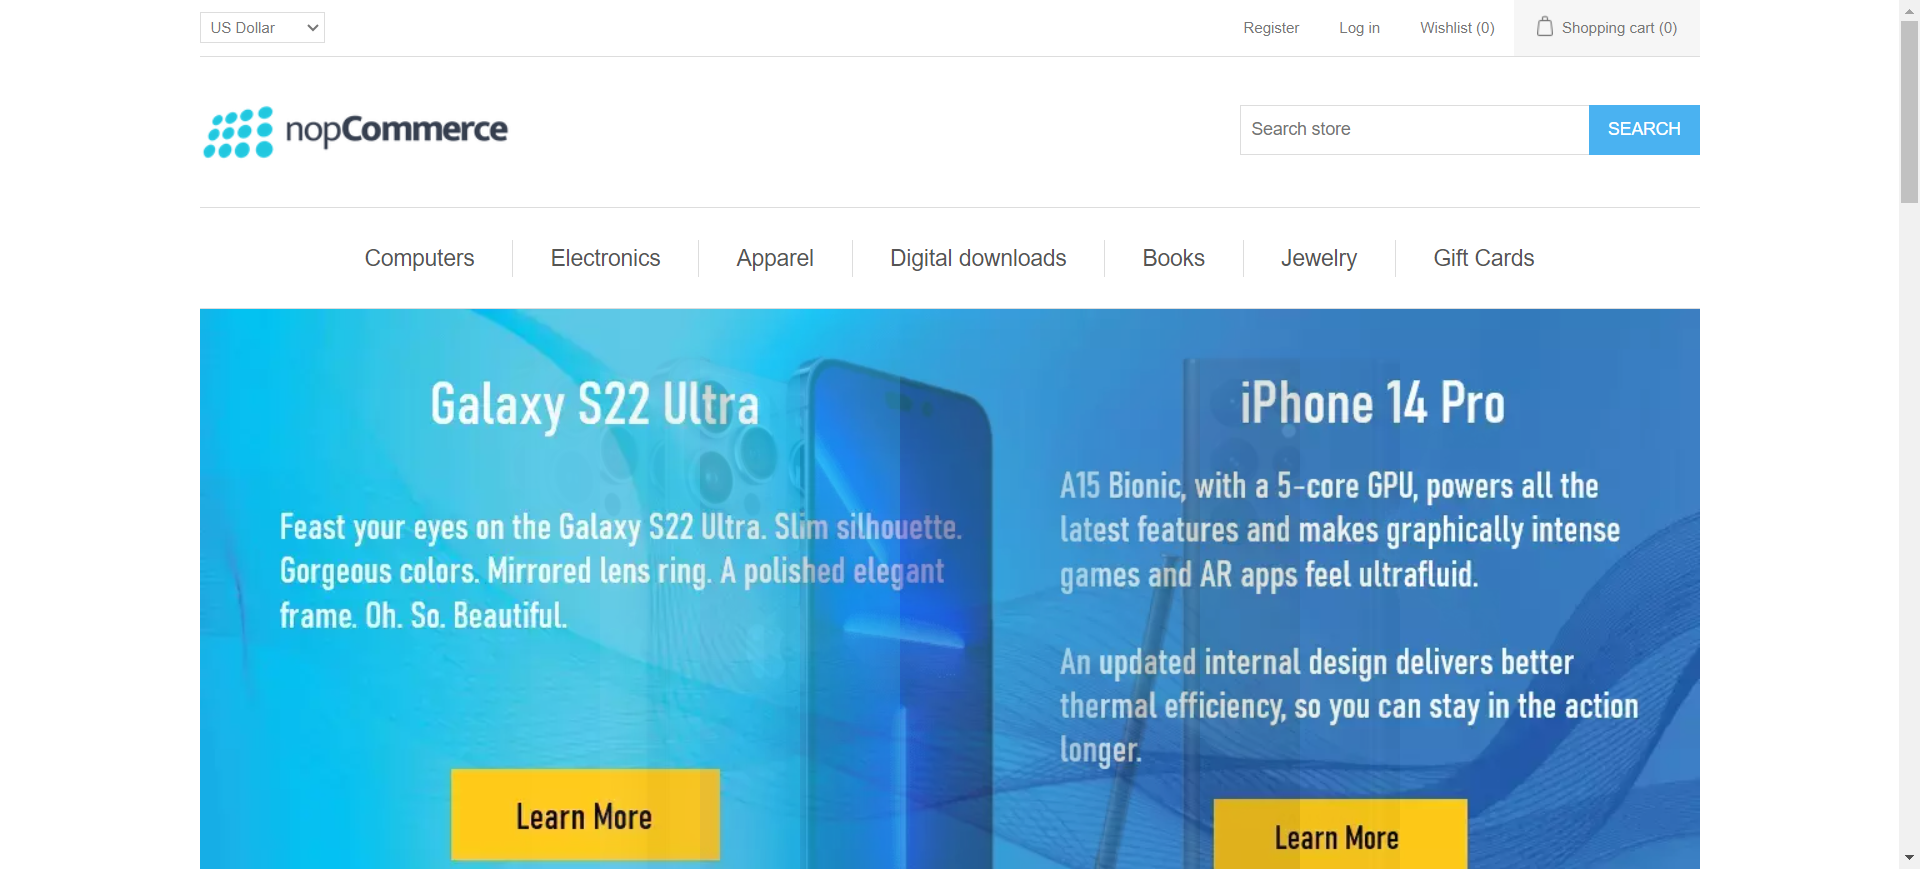 US Dollar
Register
Log in
Wishlist (0)
Shopping cart (0)
nopCommerce
Search store
SEARCH
Computers
Electronics
Apparel
Digital downloads
Books
Jewelry
Gift Cards
Galaxy S22 Ultra
Feast your eyes on the Galaxy S22 Ultra. Slim silhouette.
Gorgeous colors. Mirrored lens ring. A polished elegant
frame. Oh. So. Beautiful.
Learn More
iPhone 14 Pro
A15 Bionic, with a 5-core GPU, powers all the
latest features and makes graphically intense
games and AR apps feel ultrafluid.
An updated internal design delivers better
thermal efficiency, so you can stay in the action
longer.
Learn More